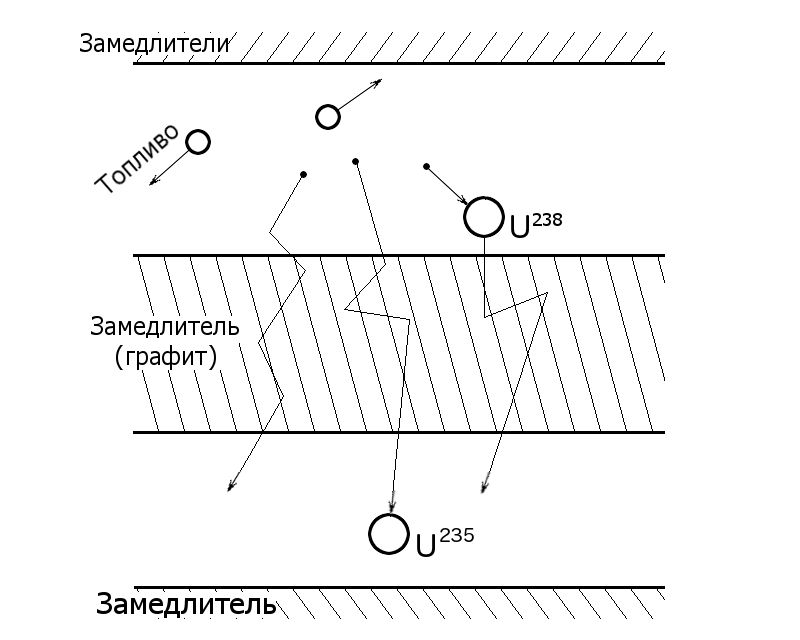 Замедлители
Топливо
U²³⁸
Замедлитель
(графит)
U²³⁵
Замедлитель